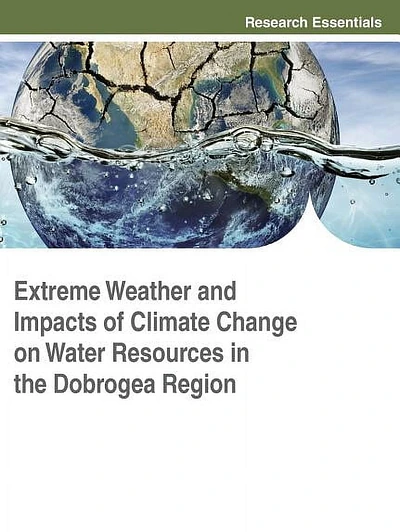 Research Essentials
Extreme Weather and
Impacts of Climate Change
on Water Resources in
the Dobrogea Region